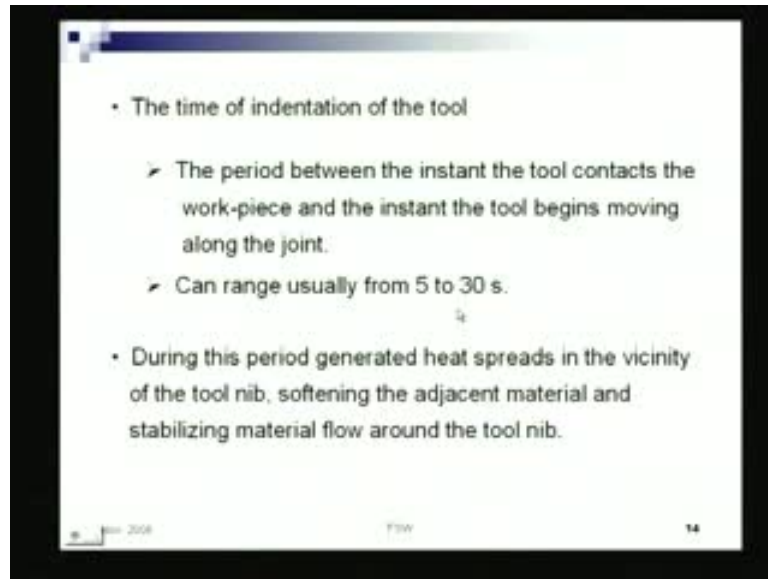 • The time of indentation of the tool
➢ The period between the instant the tool contacts the
work-piece and the instant the tool begins moving
along the joint.
➢ Can range usually from 5 to 30 s.
• During this period generated heat spreads in the vicinity
of the tool nib, softening the adjacent material and
stabilizing material flow around the tool nib.
FSW
14